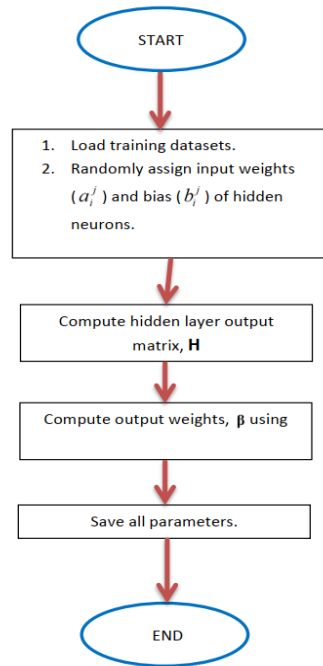 START
1. Load training datasets.
2. Randomly assign input weights
(a_i^j) and bias (b_i^j) of hidden
neurons.
Compute hidden layer output
matrix, H
Compute output weights, β using
Save all parameters.
END